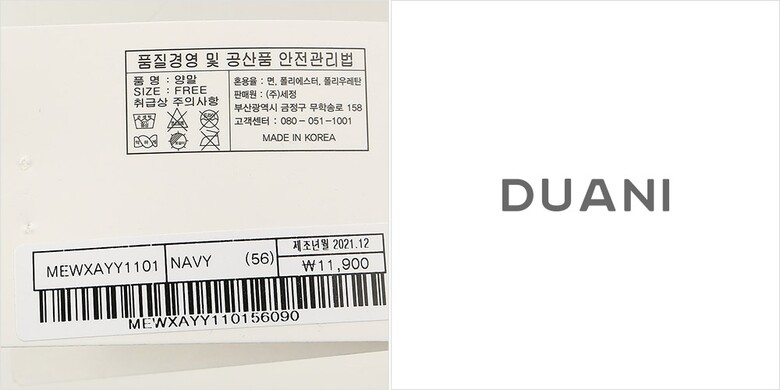 품질경영 및 공산품 안전관리법
품 명 : 양말
SIZE : FREE
취급상 주의사항
혼용율 : 면, 폴리에스터, 폴리우레탄
판매원 : (주)세정
부산광역시 금정구 무학송로 158
고객센터 : 080 - 051 - 1001
MADE IN KOREA
MEWXAYY1101
NAVY (56)
제조년월 2021.12
₩11,900
MEWXAYY110156090
DUANI